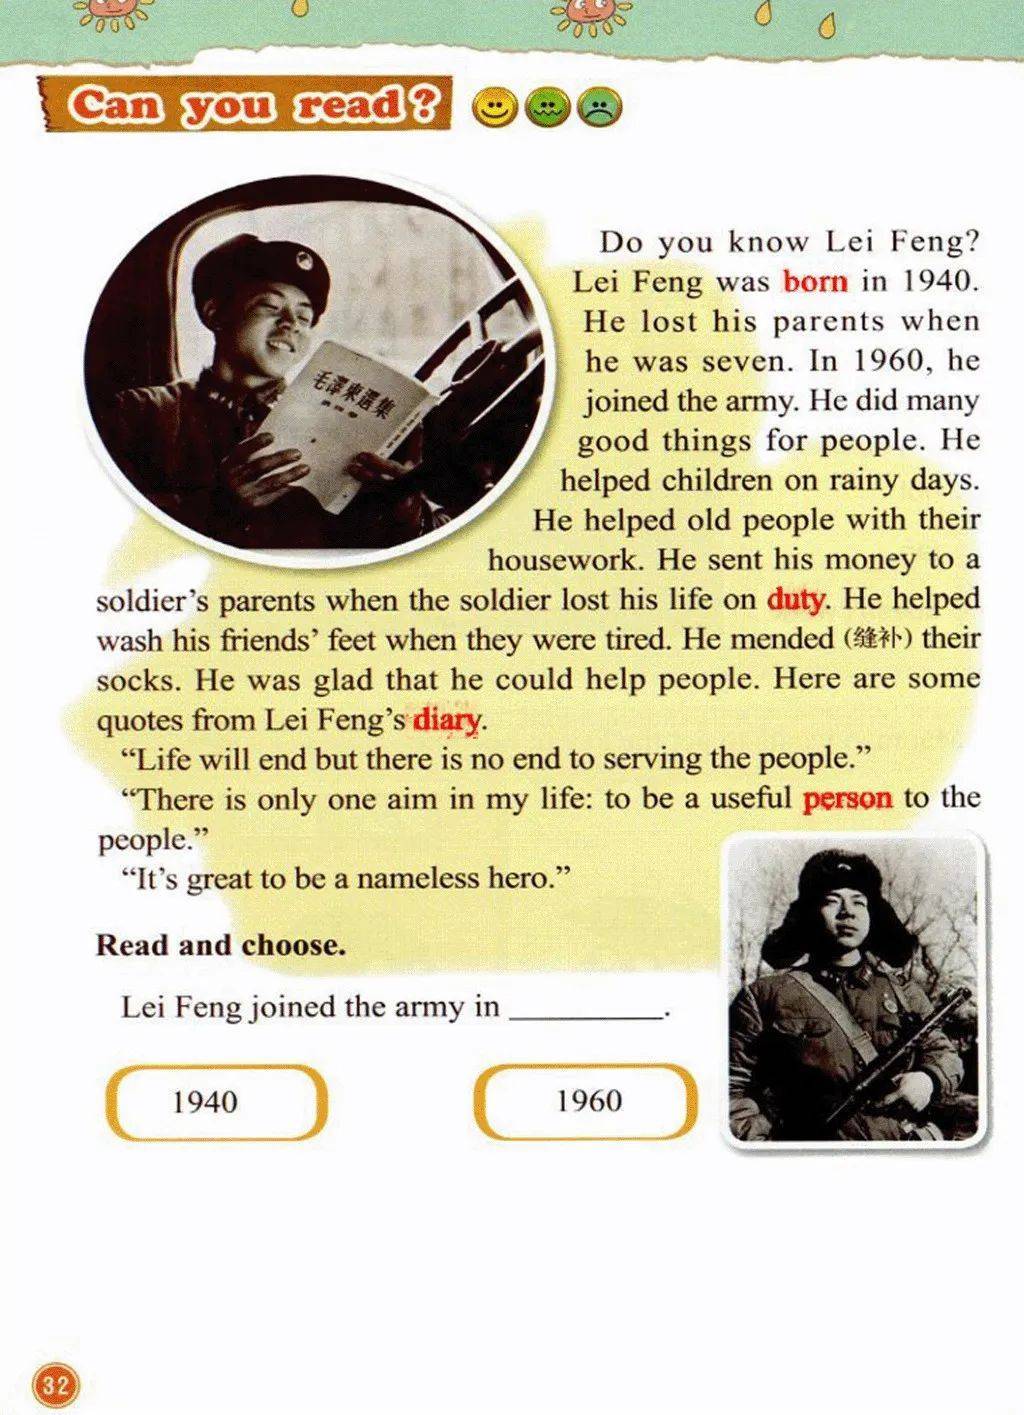 Can you read?
毛澤東選集
Do you know Lei Feng?
Lei Feng was born in 1940.
He lost his parents when
he was seven. In 1960, he
joined the army. He did many
good things for people. He
helped children on rainy days.
He helped old people with their
housework. He sent his money to a
soldier's parents when the soldier lost his life on duty. He helped
wash his friends' feet when they were tired. He mended (缝补) their
socks. He was glad that he could help people. Here are some
quotes from Lei Feng's diary.
“Life will end but there is no end to serving the people.”
“There is only one aim in my life: to be a useful person to the
people.”
“It's great to be a nameless hero.”
Read and choose.
Lei Feng joined the army in __________.
1940
1960
32